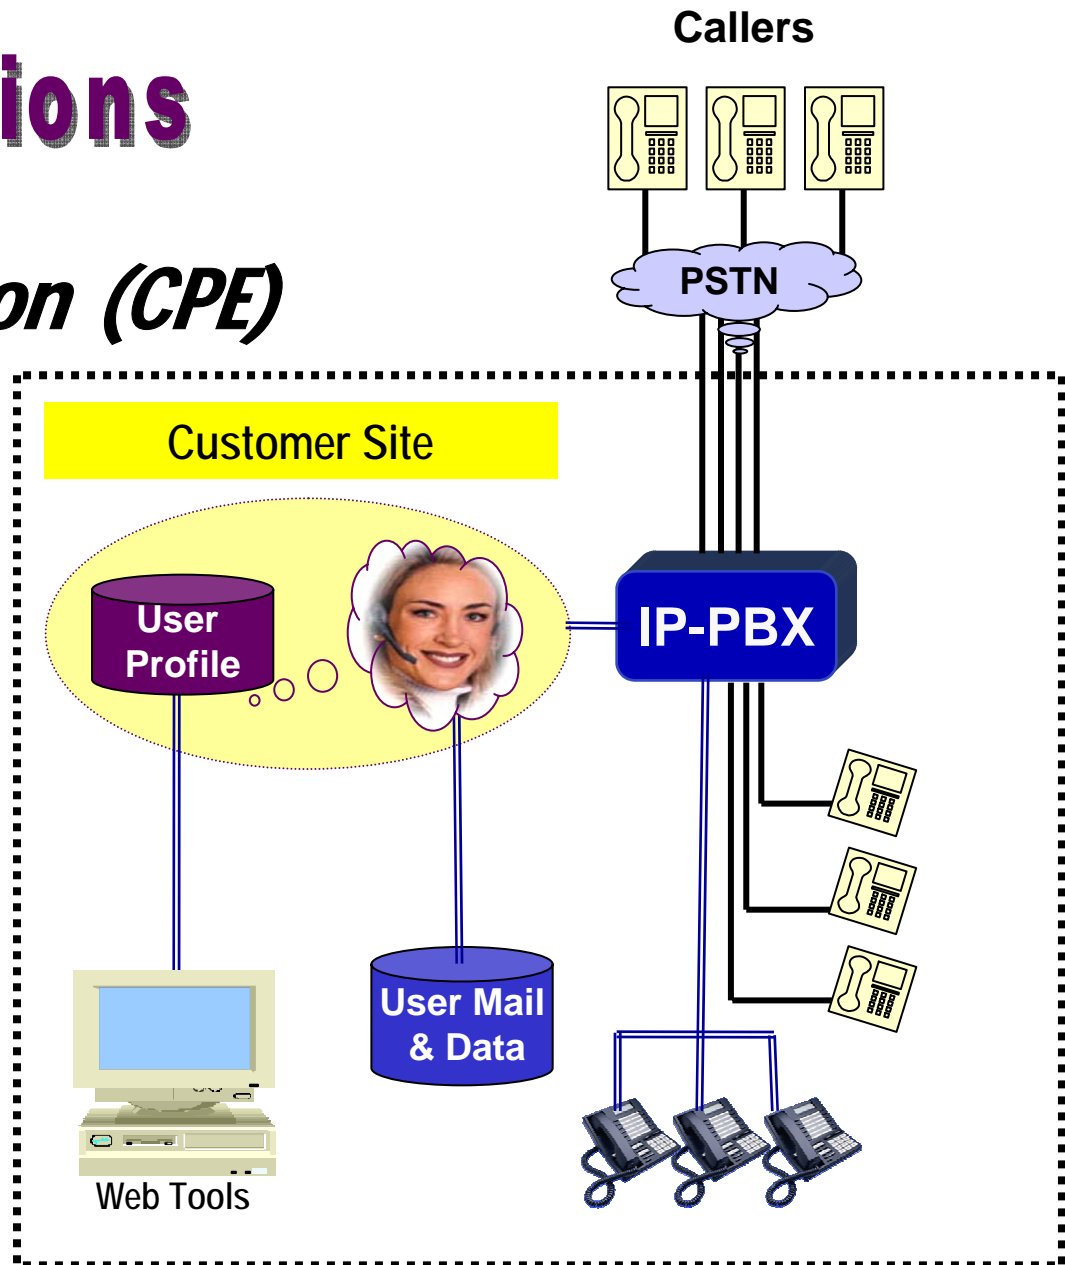 Callers
ions
on (CPE)
PSTN
Customer Site
User
Profile
IP-PBX
User Mail
& Data
Web Tools